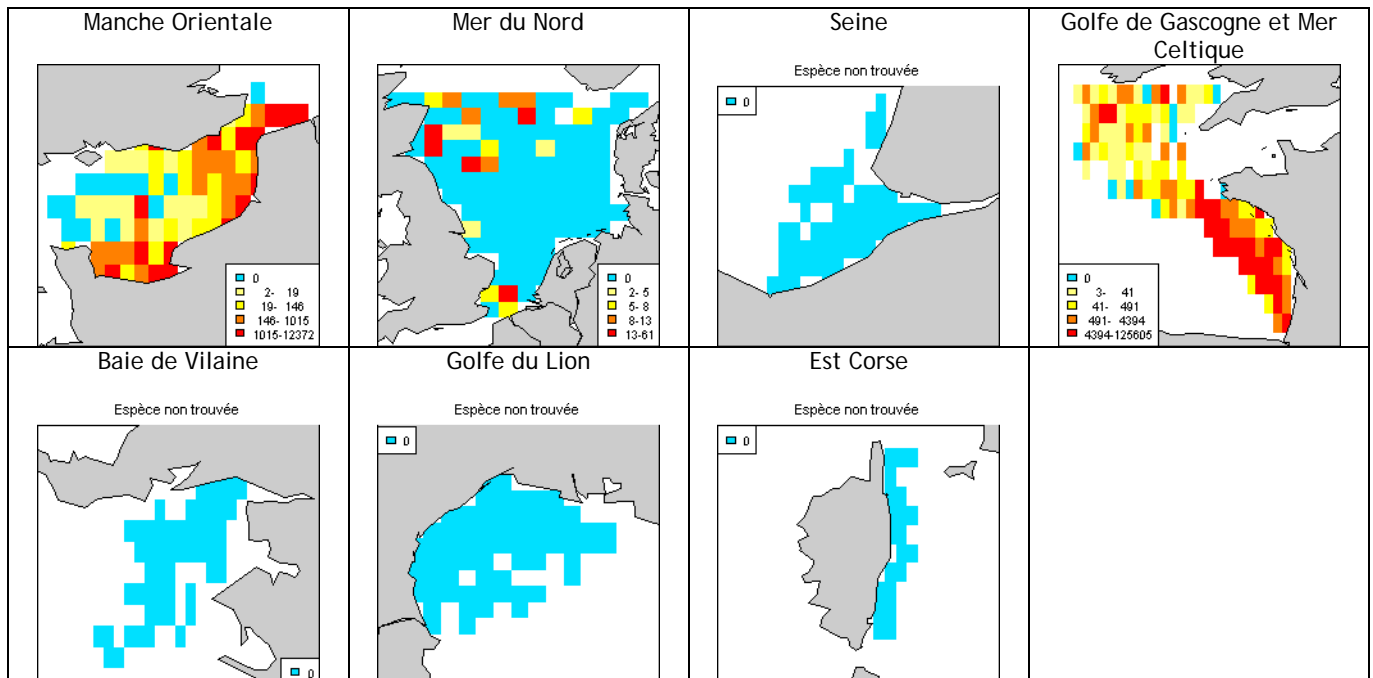 Manche Orientale
0
2- 19
19- 146
146- 1015
1015-12372
Mer du Nord
0
2- 5
5- 8
8-13
13-61
Seine
Espèce non trouvée
0
Golfe de Gascogne et Mer
Celtique
0
3- 41
41- 491
491- 4394
4394-125605
Baie de Vilaine
Espèce non trouvée
0
Golfe du Lion
Espèce non trouvée
0
Est Corse
Espèce non trouvée
0